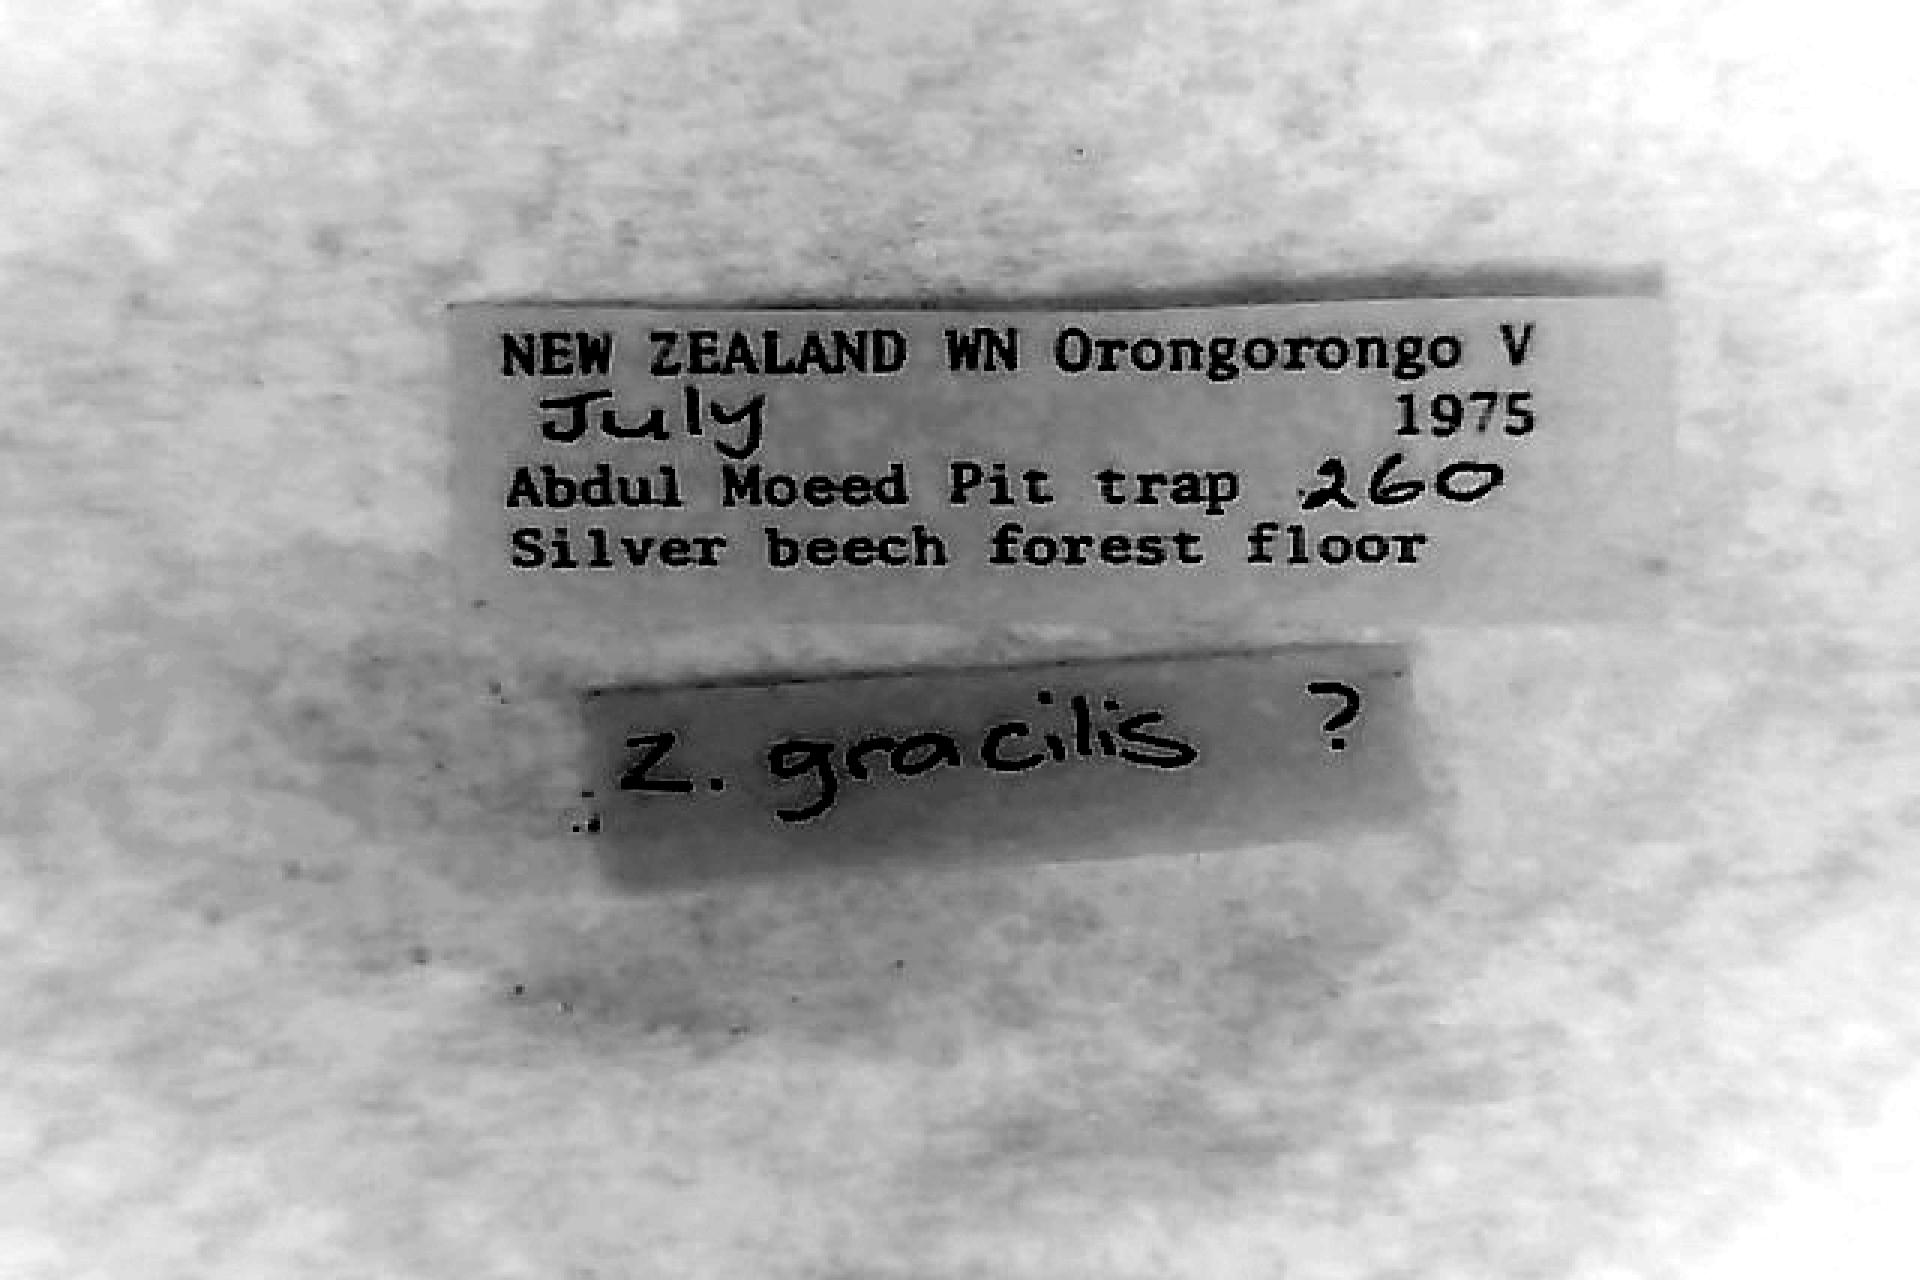 NEW ZEALAND WN Orongorongo V
July 1975
Abdul Moeed Pit trap 260
Silver beech forest floor
Z. gracilis ?